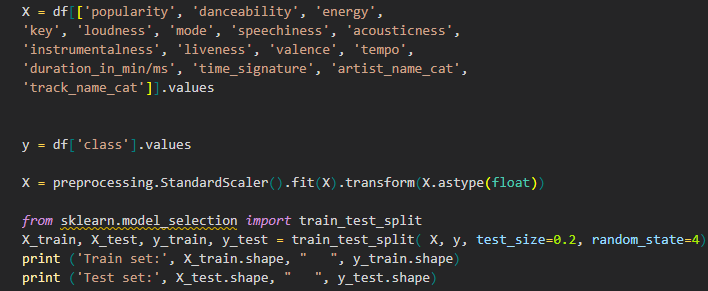 X = df[['popularity', 'danceability', 'energy',
'key', 'loudness', 'mode', 'speechiness', 'acousticness',
'instrumentalness', 'liveness', 'valence', 'tempo',
'duration_in_min/ms', 'time_signature', 'artist_name_cat',
'track_name_cat']].values
y = df['class'].values
X = preprocessing.StandardScaler().fit(X).transform(X.astype(float))
from sklearn.model_selection import train_test_split
X_train, X_test, y_train, y_test = train_test_split( X, y, test_size=0.2, random_state=4)
print ('Train set:', X_train.shape, "   ", y_train.shape)
print ('Test set:', X_test.shape, "   ", y_test.shape)